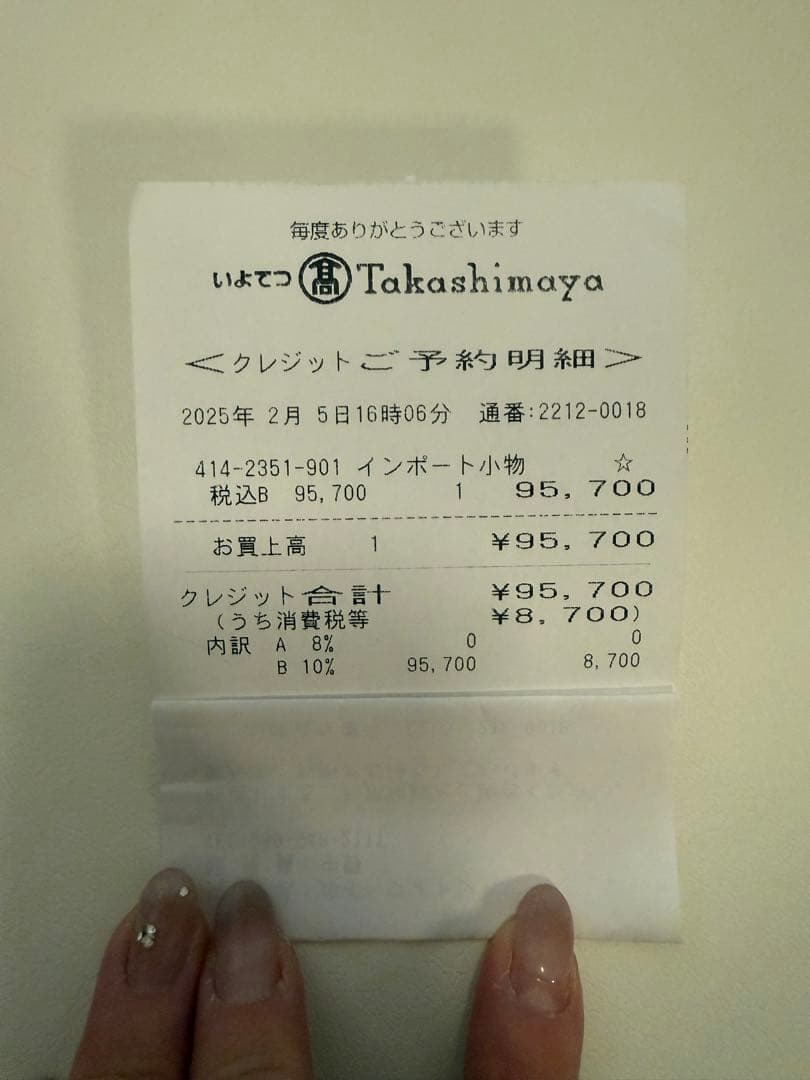 毎度ありがとうございます
いよてつ 髙 Takashimaya
＜クレジットご予約明細＞
2025年 2月 5日16時06分 通番:2212-0018
414-2351-901 インポート小物 ☆
税込B 95,700 1 95,700
お買上高 1 ¥95,700
クレジット合計 ¥95,700
(うち消費税等 ¥8,700)
内訳 A 8% 0 0
B 10% 95,700 8,700